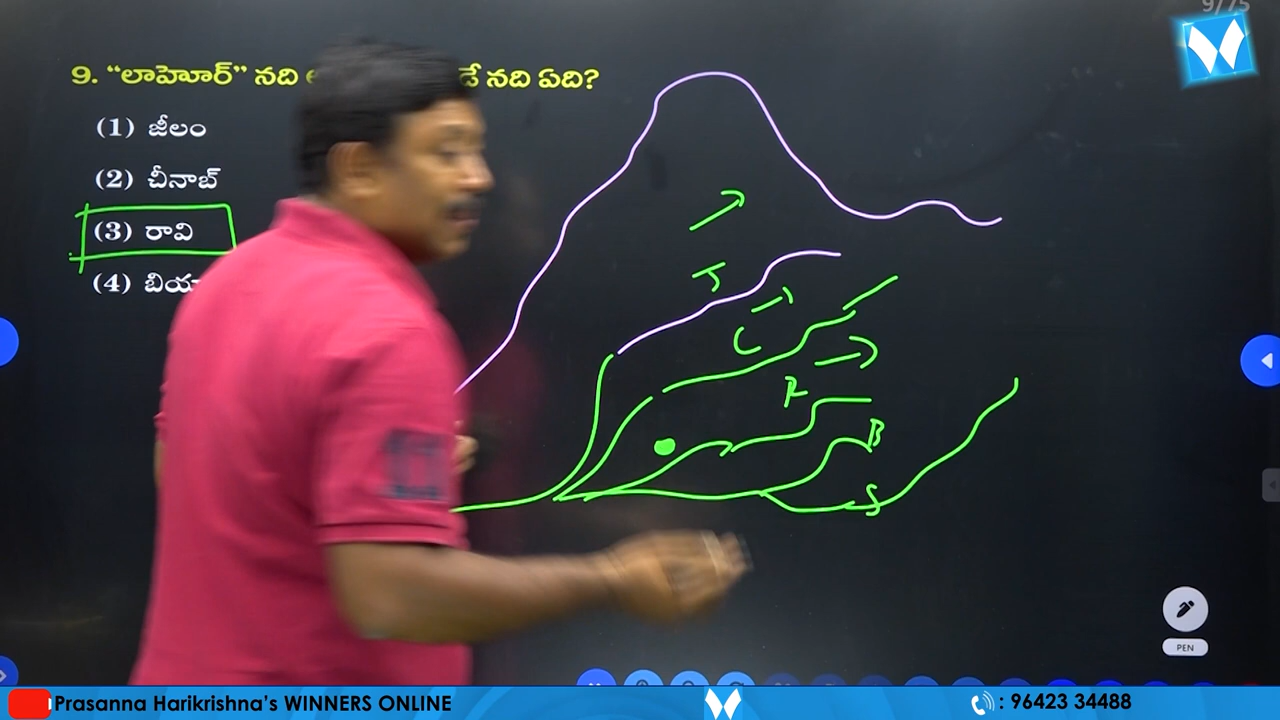 9/75
9. “లాహెూర్” నది డే నది ఏది?
(1) జీలం
(2) చీనాబ్
(3) రావి
(4) బియా
J
C
R
B
S
PEN
Prasanna Harikrishna's WINNERS ONLINE
: 96423 34488